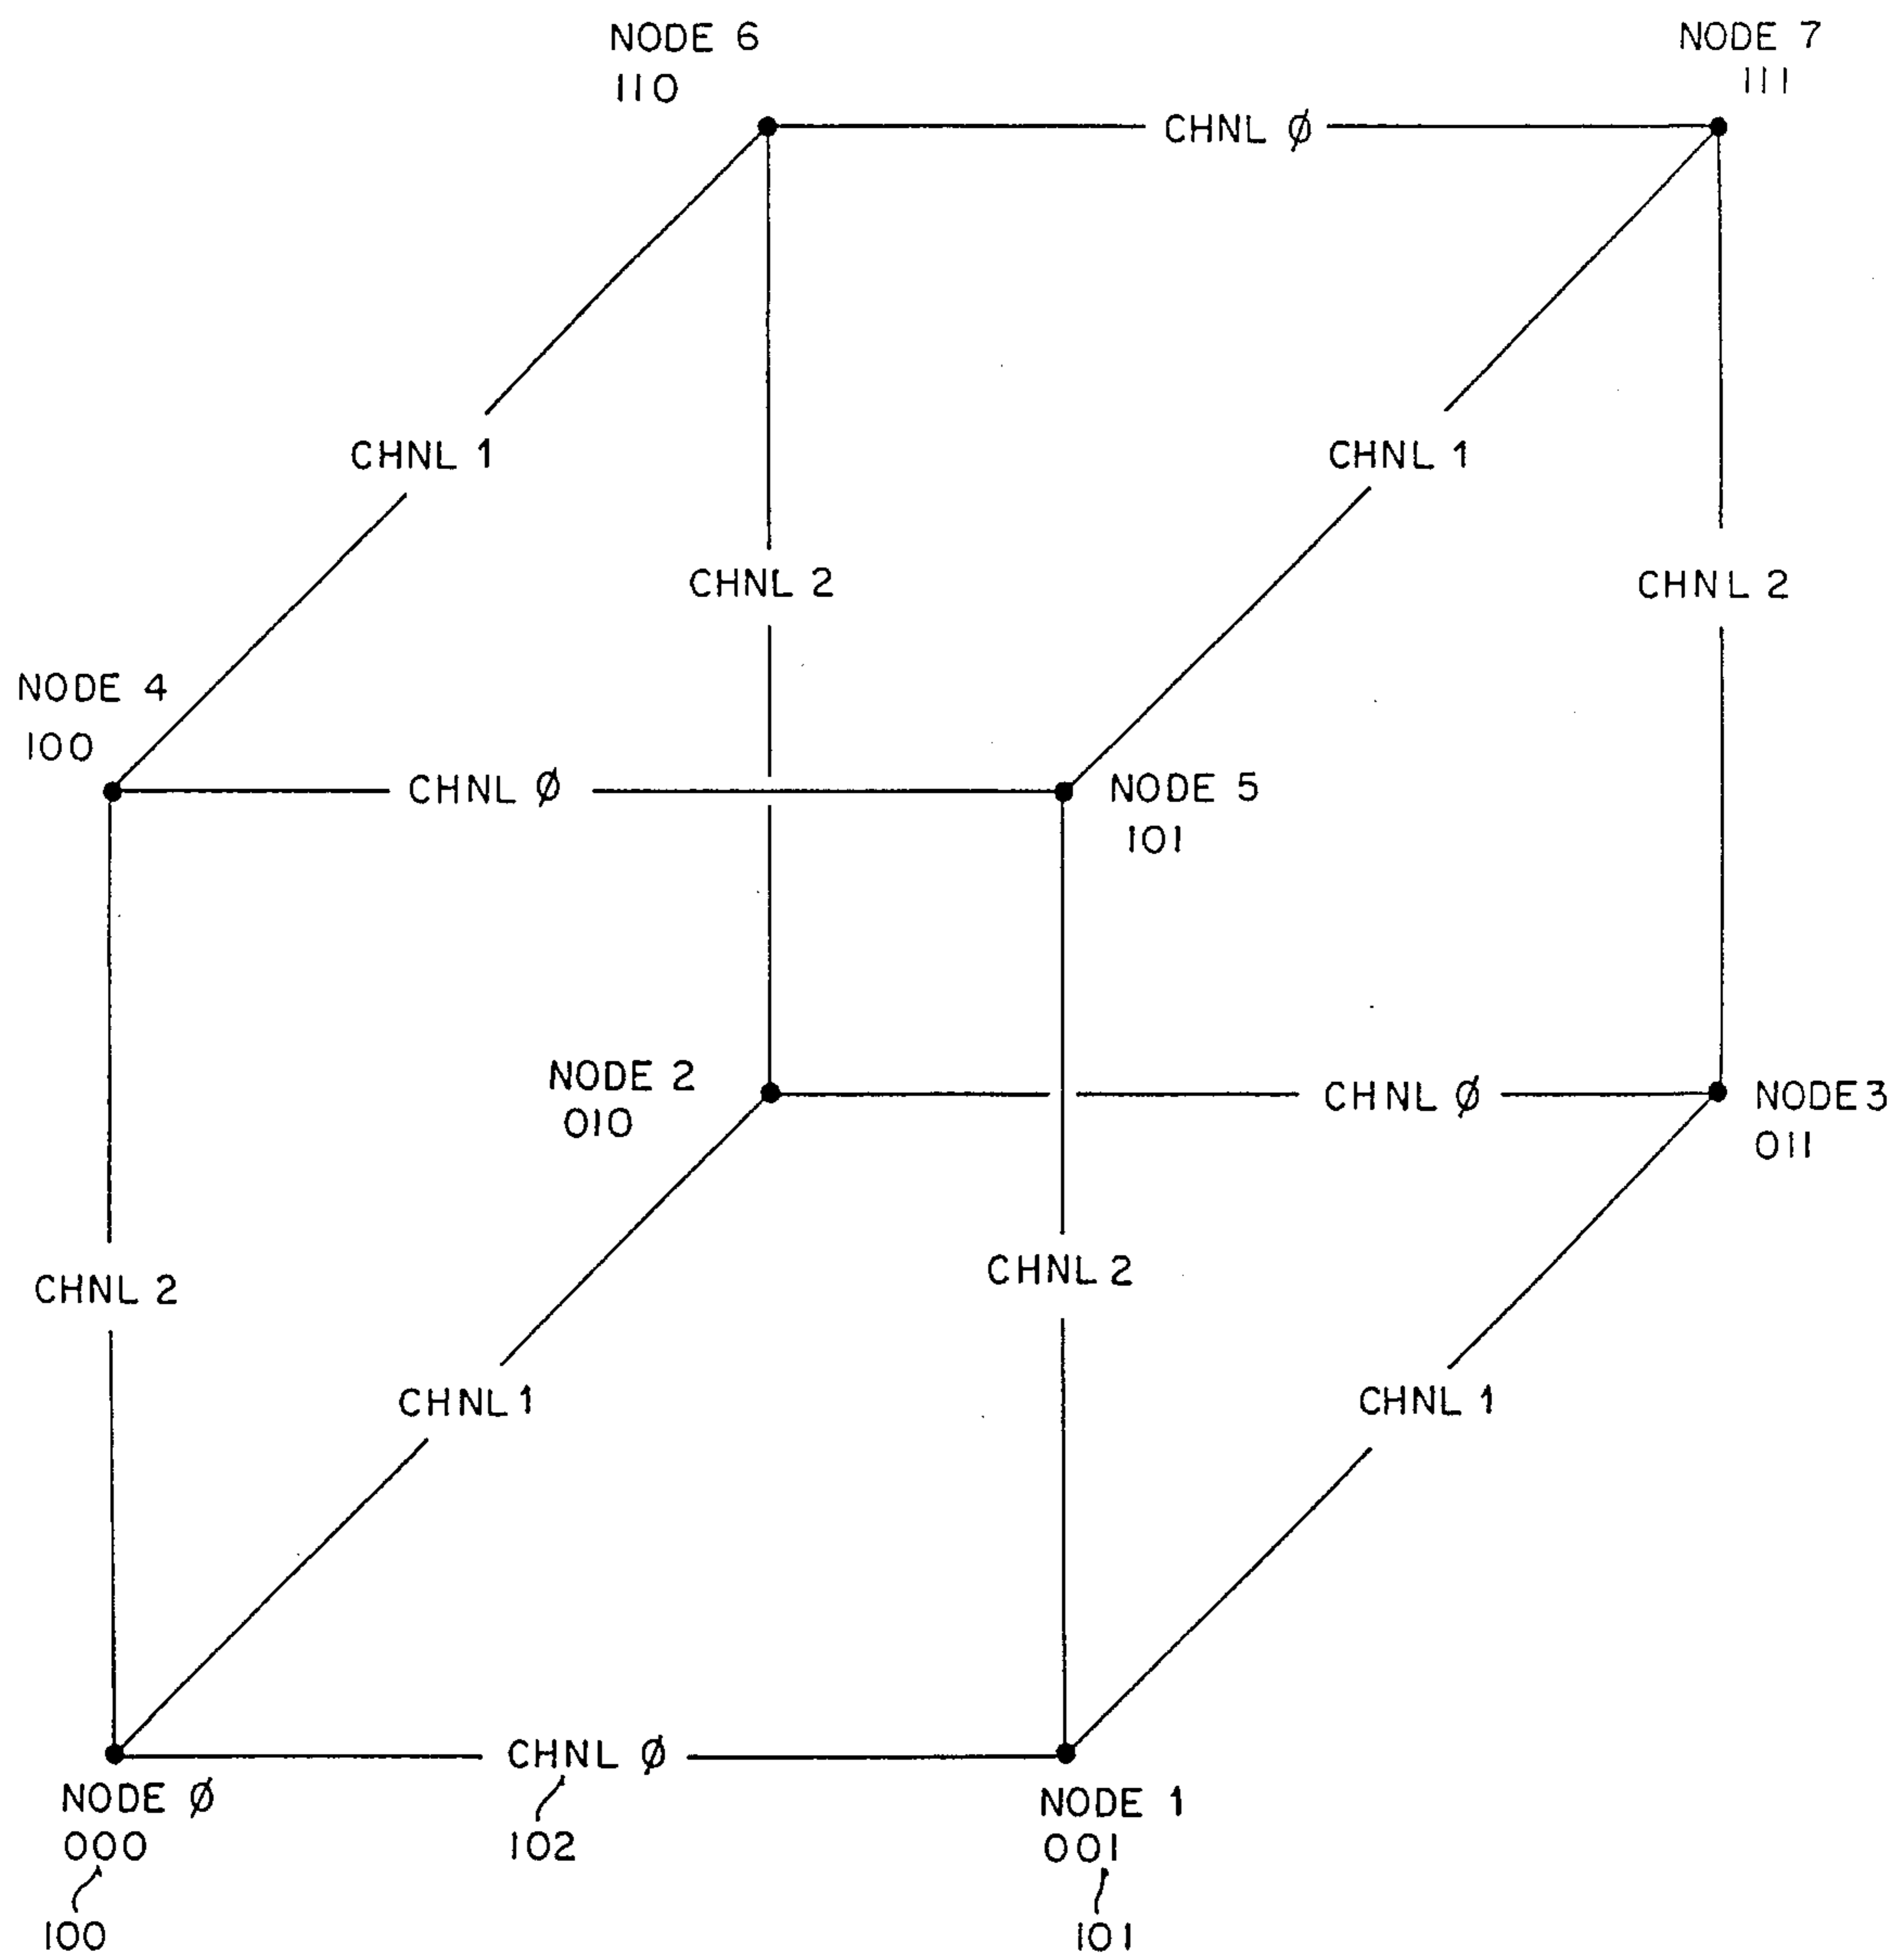 NODE 6
110
NODE 7
111
CHNL Ø
CHNL 1
CHNL 1
CHNL 2
CHNL 2
NODE 4
100
CHNL Ø
NODE 5
101
NODE 2
010
CHNL Ø
NODE3
011
CHNL 2
CHNL 2
CHNL 1
CHNL 1
CHNL Ø
NODE Ø
000
100
102
NODE 1
001
101